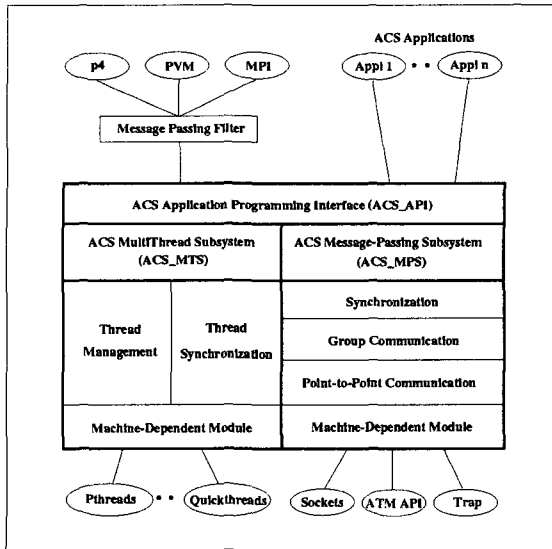 ACS Applications
p4 PVM MPI Appl 1 Appl n
Message Passing Filter
ACS Application Programming Interface (ACS_API)
ACS MultiThread Subsystem
(ACS_MTS)
ACS Message-Passing Subsystem
(ACS_MPS)
Thread
Management
Thread
Synchronization
Synchronization
Group Communication
Point-to-Point Communication
Machine-Dependent Module
Machine-Dependent Module
Pthreads Quickthreads Sockets ATM API Trap